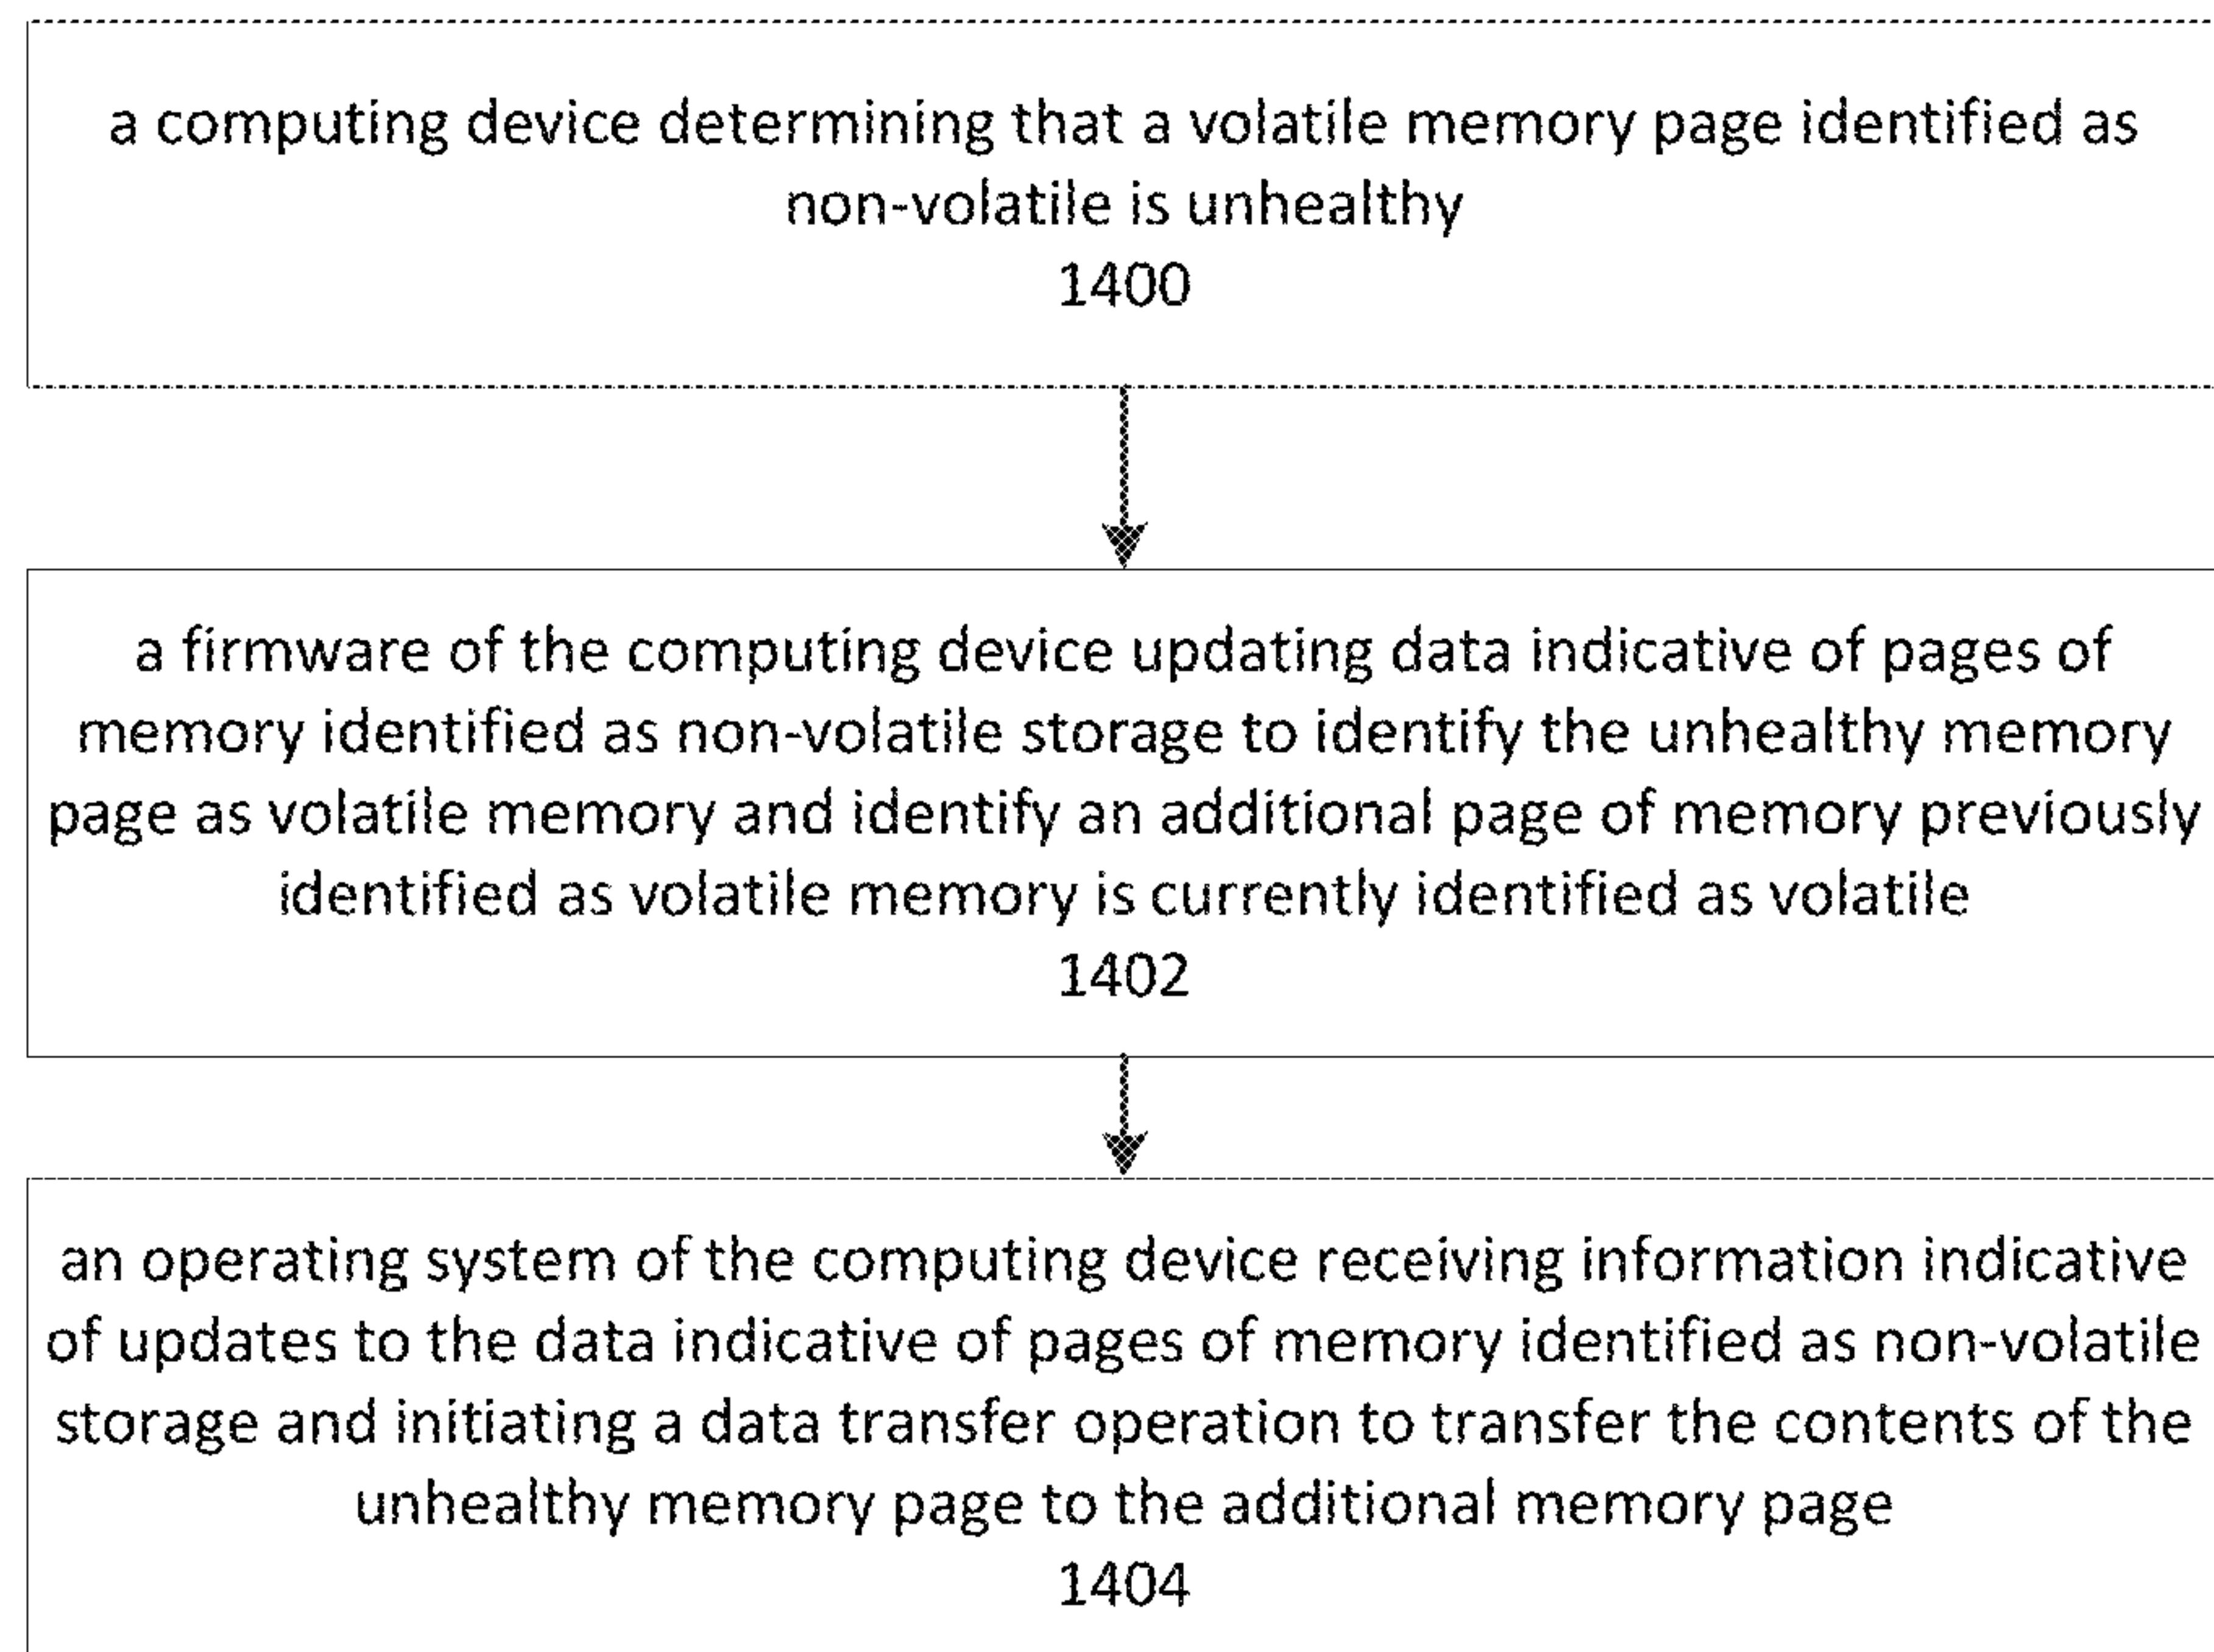 a computing device determining that a volatile memory page identified as
non-volatile is unhealthy
1400
a firmware of the computing device updating data indicative of pages of
memory identified as non-volatile storage to identify the unhealthy memory
page as volatile memory and identify an additional page of memory previously
identified as volatile memory is currently identified as volatile
1402
an operating system of the computing device receiving information indicative
of updates to the data indicative of pages of memory identified as non-volatile
storage and initiating a data transfer operation to transfer the contents of the
unhealthy memory page to the additional memory page
1404